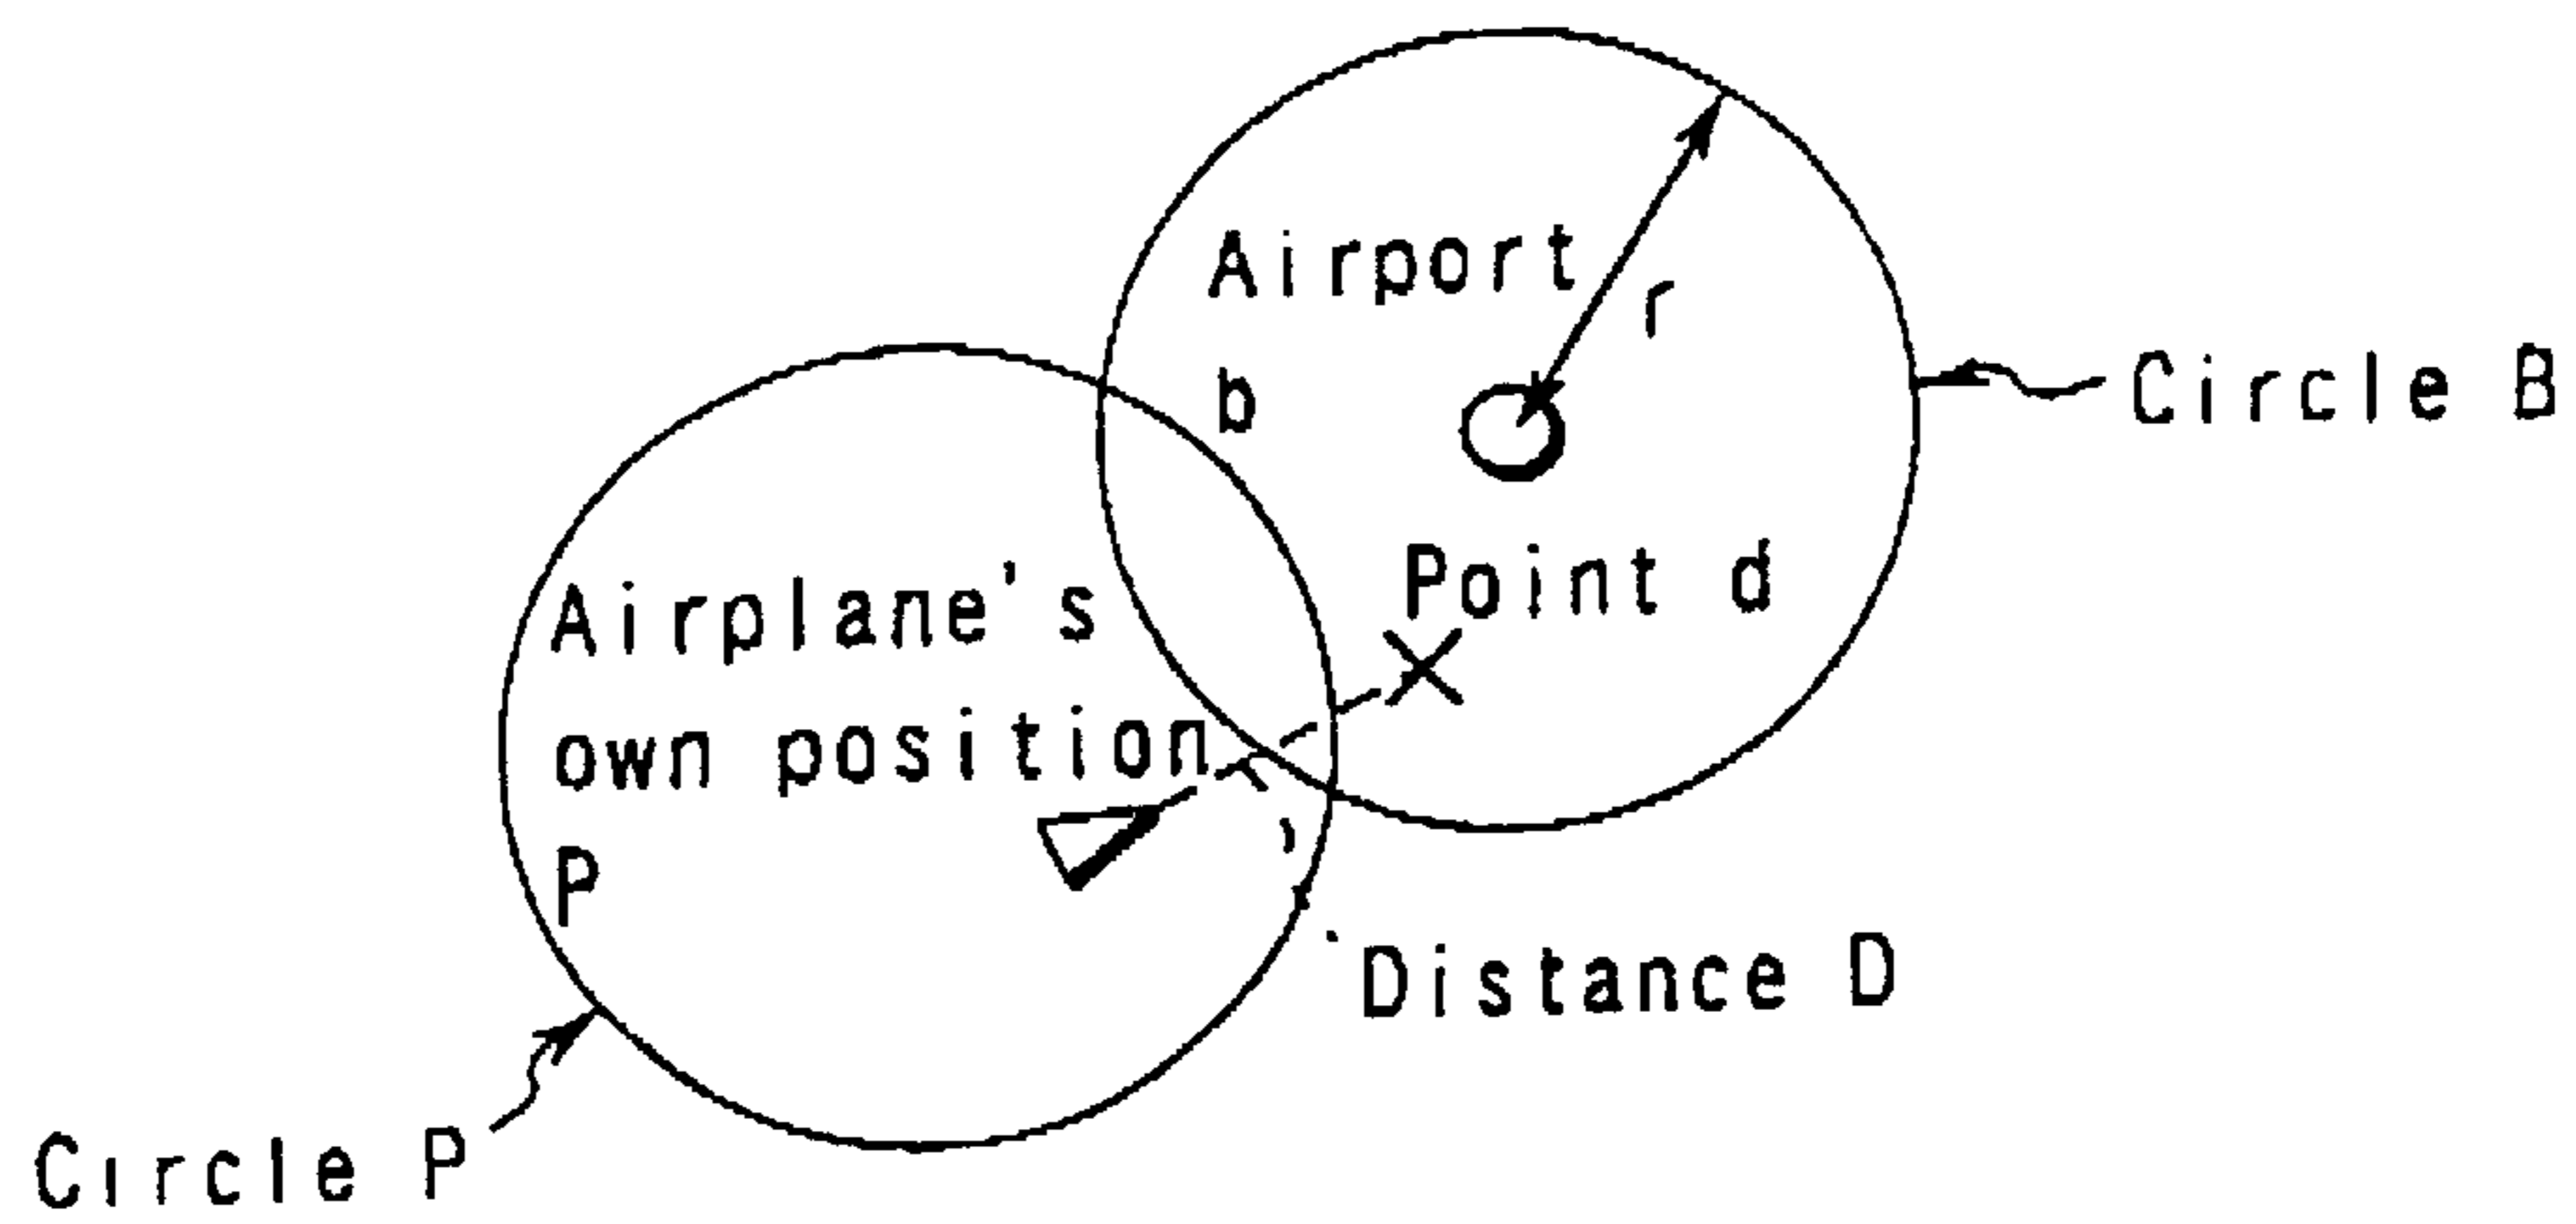 Airport
b
r
Circle B
Point d
Airplane's
own position
P
Distance D
Circle P